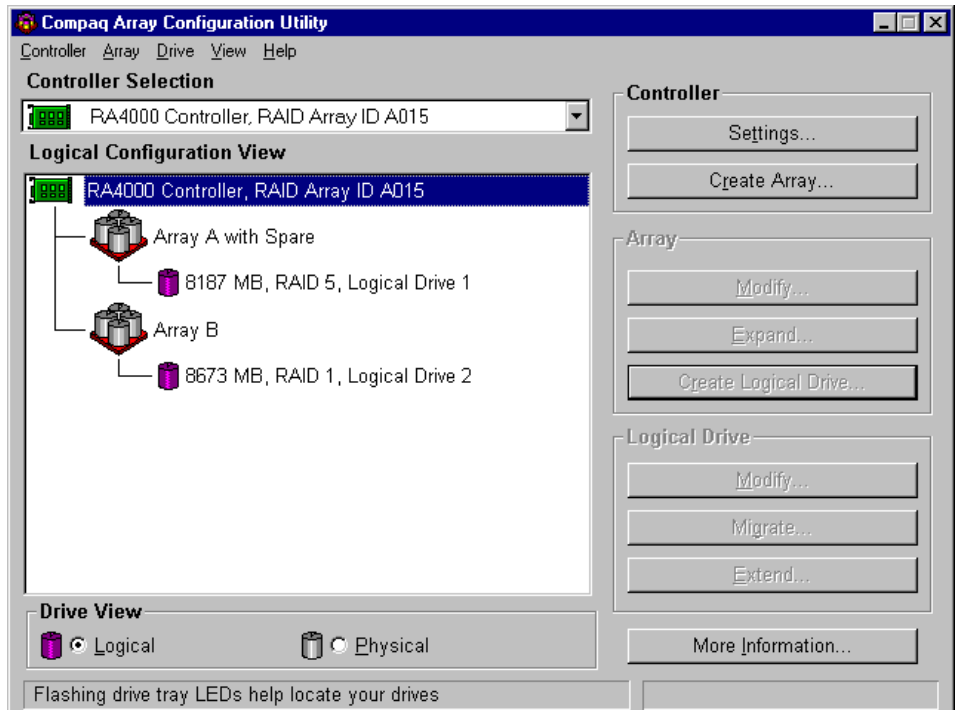 Compaq Array Configuration Utility
Controller Array Drive View Help
Controller Selection
RA4000 Controller, RAID Array ID A015
Logical Configuration View
RA4000 Controller, RAID Array ID A015
Array A with Spare
8187 MB, RAID 5, Logical Drive 1
Array B
8673 MB, RAID 1, Logical Drive 2
Drive View
Logical
Physical
Controller
Settings...
Create Array...
Array
Modify...
Expand...
Create Logical Drive...
Logical Drive
Modify...
Migrate...
Extend...
More Information...
Flashing drive tray LEDs help locate your drives